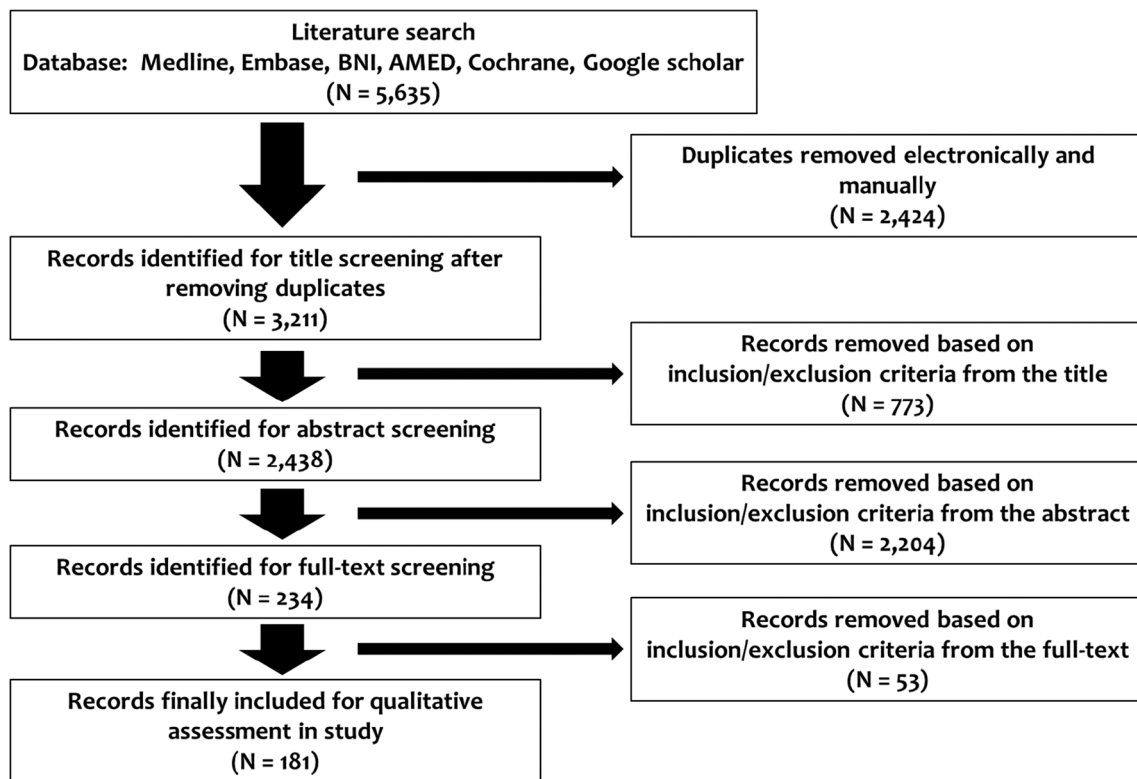 Literature search
Database:  Medline, Embase, BNI, AMED, Cochrane, Google scholar
(N = 5,635)
Duplicates removed electronically and
manually
(N = 2,424)
Records identified for title screening after
removing duplicates
(N = 3,211)
Records removed based on
inclusion/exclusion criteria from the title
(N = 773)
Records identified for abstract screening
(N = 2,438)
Records removed based on
inclusion/exclusion criteria from the abstract
(N = 2,204)
Records identified for full-text screening
(N = 234)
Records removed based on
inclusion/exclusion criteria from the full-text
(N = 53)
Records finally included for qualitative
assessment in study
(N = 181)